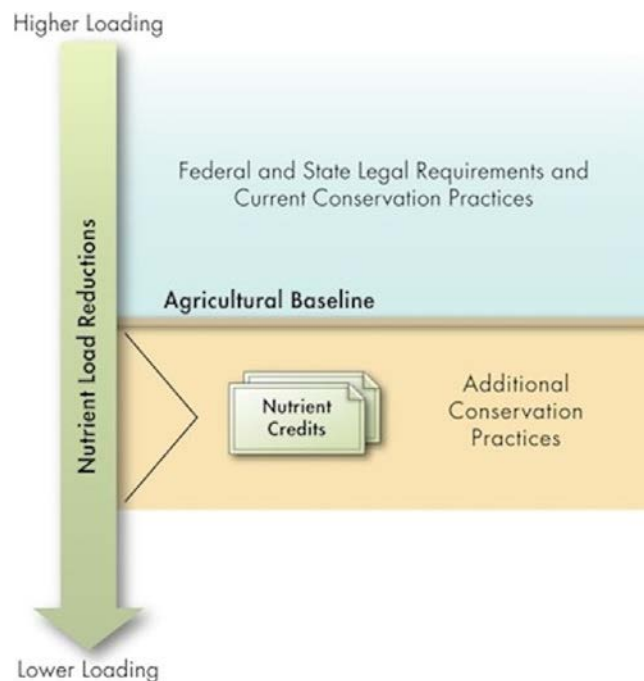 Higher Loading
Federal and State Legal Requirements and
Current Conservation Practices
Agricultural Baseline
Nutrient Load Reductions
Nutrient
Credits
Additional
Conservation
Practices
Lower Loading